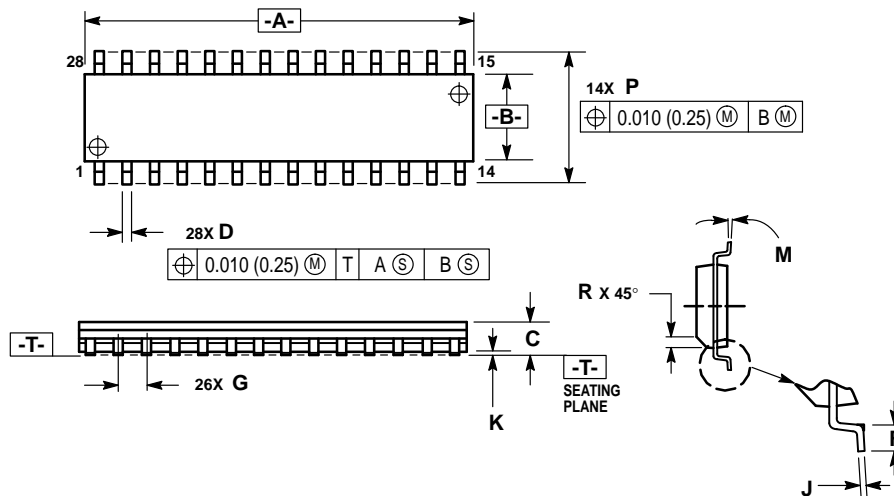 -A-
28
15
-B-
14X P
⌖ 0.010 (0.25) Ⓜ B Ⓜ
1
14
28X D
⌖ 0.010 (0.25) Ⓜ T A Ⓢ B Ⓢ
M
R X 45°
-T-
C
26X G
-T-
SEATING
PLANE
K
J